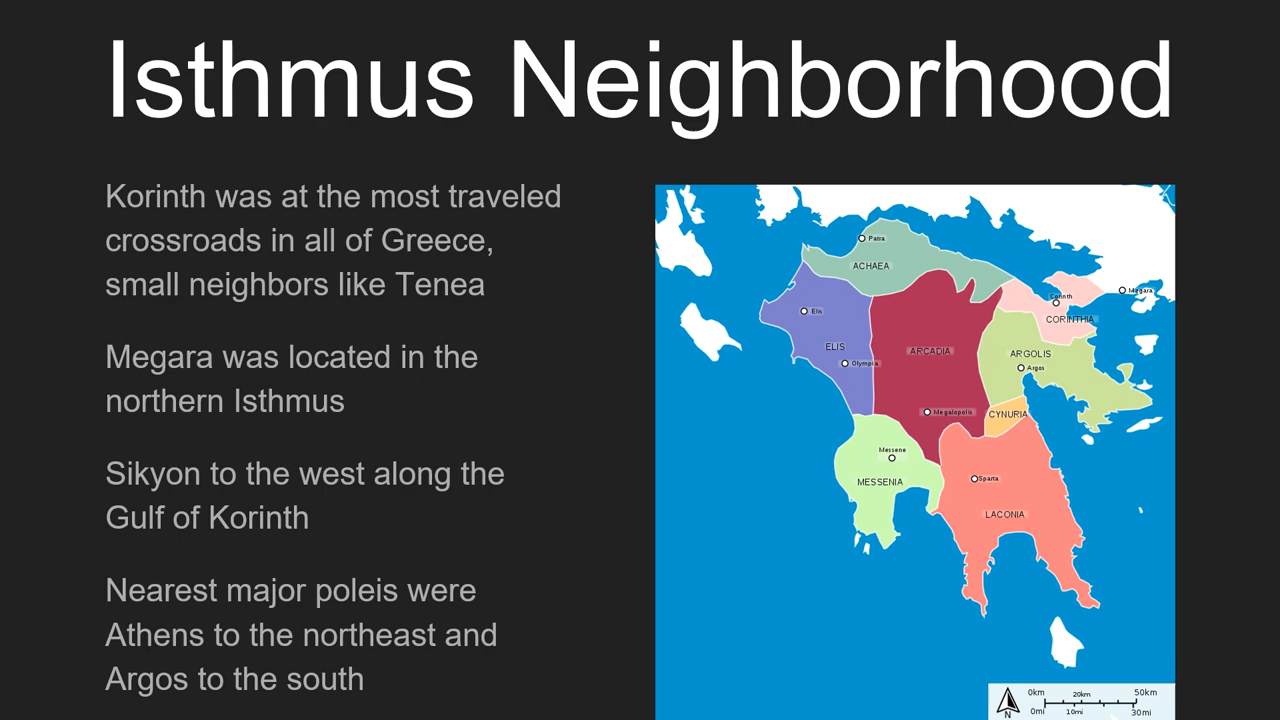 Isthmus Neighborhood
Korinth was at the most traveled
crossroads in all of Greece,
small neighbors like Tenea
Megara was located in the
northern Isthmus
Sikyon to the west along the
Gulf of Korinth
Nearest major poleis were
Athens to the northeast and
Argos to the south
Patra
ACHAEA
Megara
Corinth
CORINTHIA
Elis
ELIS
ARCADIA
ARGOLIS
Olympia
Argos
Megalopolis
CYNURIA
Messene
MESSENIA
Sparta
LACONIA
0km 20km 50km
0mi 10mi 30mi
N